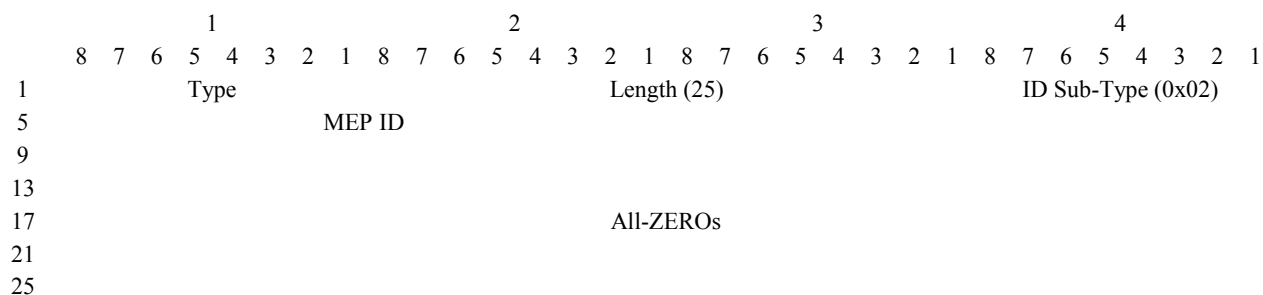 1 2 3 4
8 7 6 5 4 3 2 1 8 7 6 5 4 3 2 1 8 7 6 5 4 3 2 1 8 7 6 5 4 3 2 1
1 Type Length (25) ID Sub-Type (0x02)
5 MEP ID
9
13
17 All-ZEROs
21
25